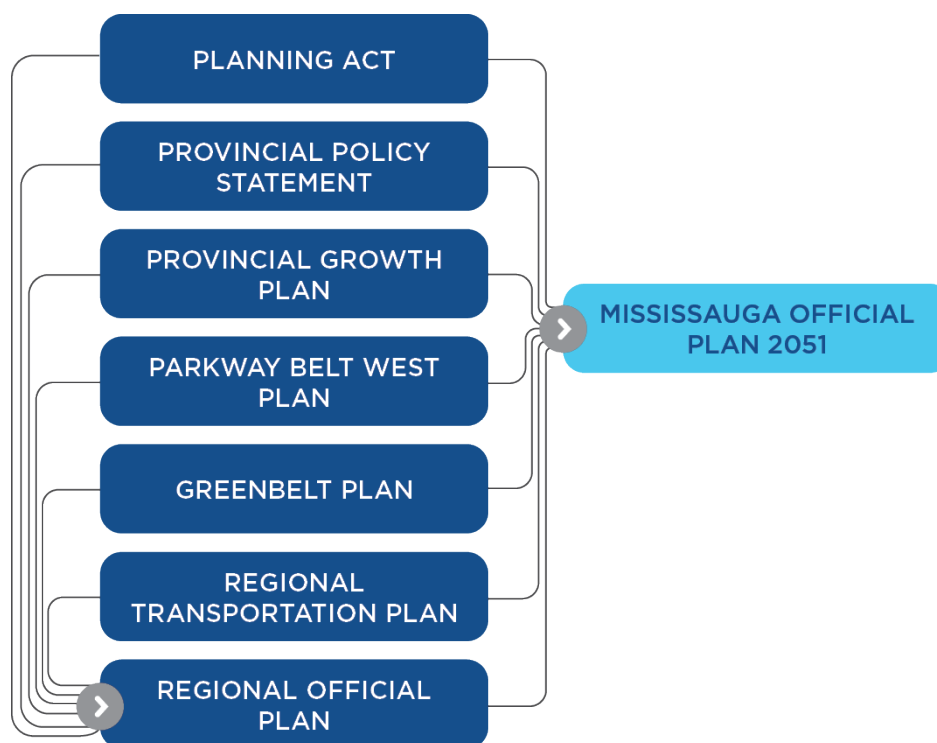 PLANNING ACT
PROVINCIAL POLICY
STATEMENT
PROVINCIAL GROWTH
PLAN
PARKWAY BELT WEST
PLAN
GREENBELT PLAN
REGIONAL
TRANSPORTATION PLAN
REGIONAL OFFICIAL
PLAN
MISSISSAUGA OFFICIAL
PLAN 2051